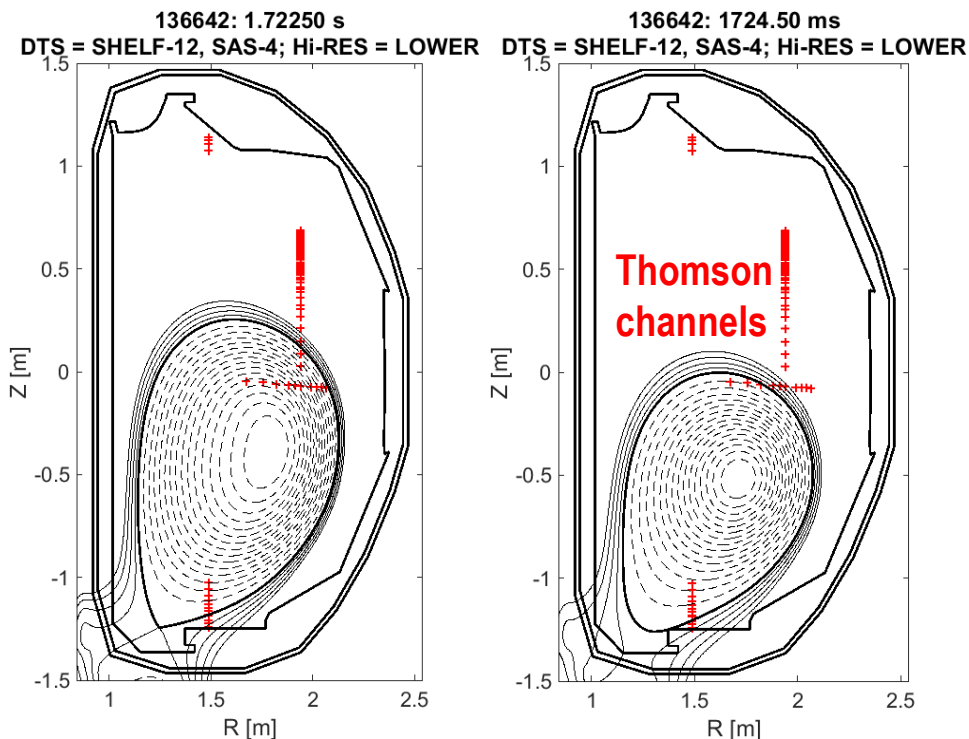 136642: 1.72250 s
DTS = SHELF-12, SAS-4; Hi-RES = LOWER
1.5
1
0.5
0
-0.5
-1
-1.5
Z [m]
1
1.5
2
2.5
R [m]
136642: 1724.50 ms
DTS = SHELF-12, SAS-4; Hi-RES = LOWER
1.5
1
0.5
0
-0.5
-1
-1.5
Z [m]
Thomson
channels
1
1.5
2
2.5
R [m]